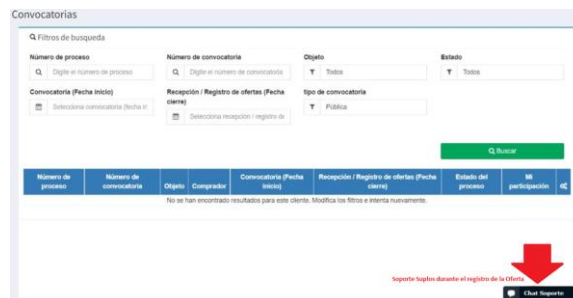 Convocatorias
Filtros de busqueda
Número de proceso
Número de convocatoria
Objeto
Estado
Digite el número de proceso
Digite el número de convocatoria
Todos
Todos
Convocatoria (Fecha inicio)
Recepción / Registro de ofertas (Fecha
cierre)
tipo de convocatoria
Selecciona convocatoria (fecha in
Selecciona recepción / registro de
Pública
Buscar
Número de
proceso
Número de
convocatoria
Objeto
Comprador
Convocatoria (Fecha
inicio)
Recepción / Registro de ofertas (Fecha
cierre)
Estado del
proceso
Mi
participación
No se han encontrado resultados para este cliente. Modifica los filtros e intenta nuevamente.
Soporte Suplos durante el registro de la Oferta
Chat Soporte